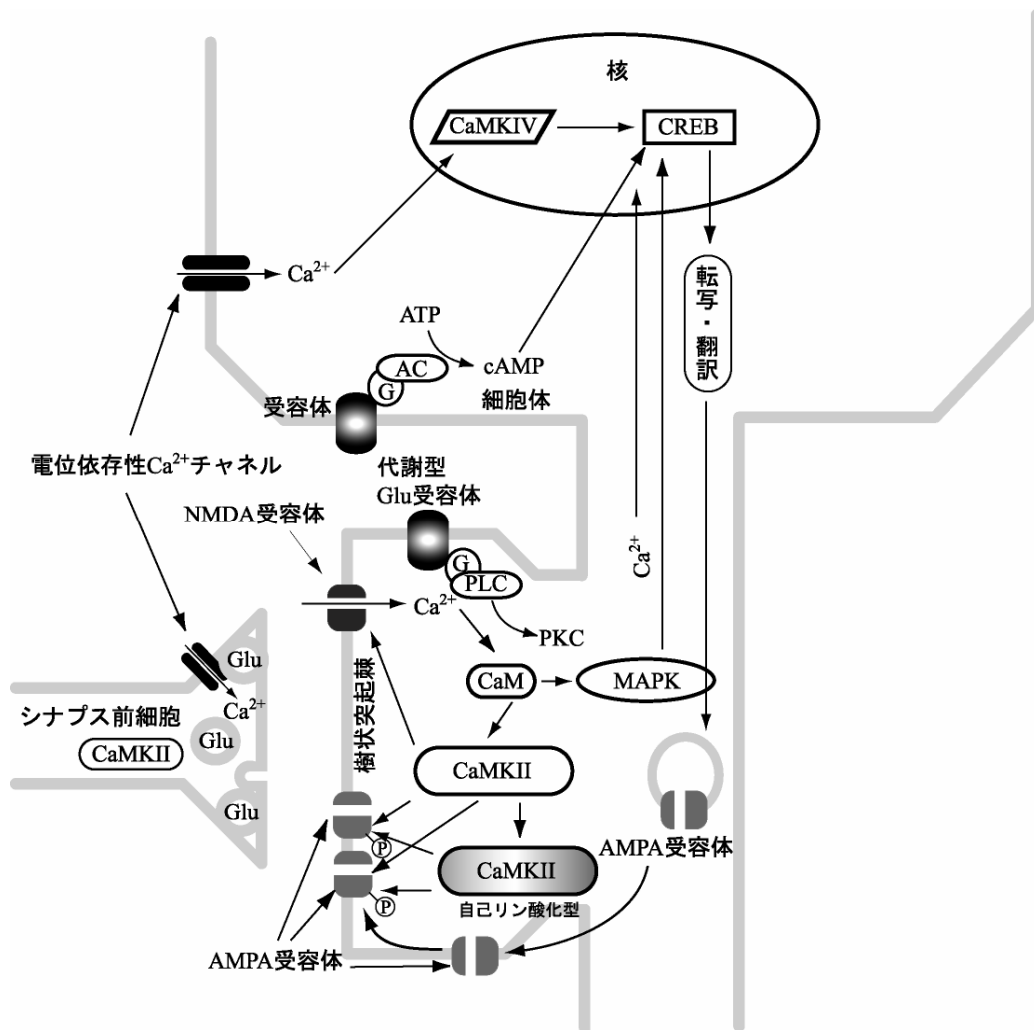 核
CaMKIV
CREB
Ca²⁺
転写・翻訳
ATP
AC
cAMP
G
細胞体
受容体
電位依存性Ca²⁺チャネル
代謝型
Glu受容体
NMDA受容体
G
PLC
Ca²⁺
Ca²⁺
PKC
Glu
CaM
MAPK
樹状突起棘
Ca²⁺
シナプス前細胞
Glu
CaMKII
CaMKII
Glu
P
AMPA受容体
CaMKII
P
自己リン酸化型
AMPA受容体